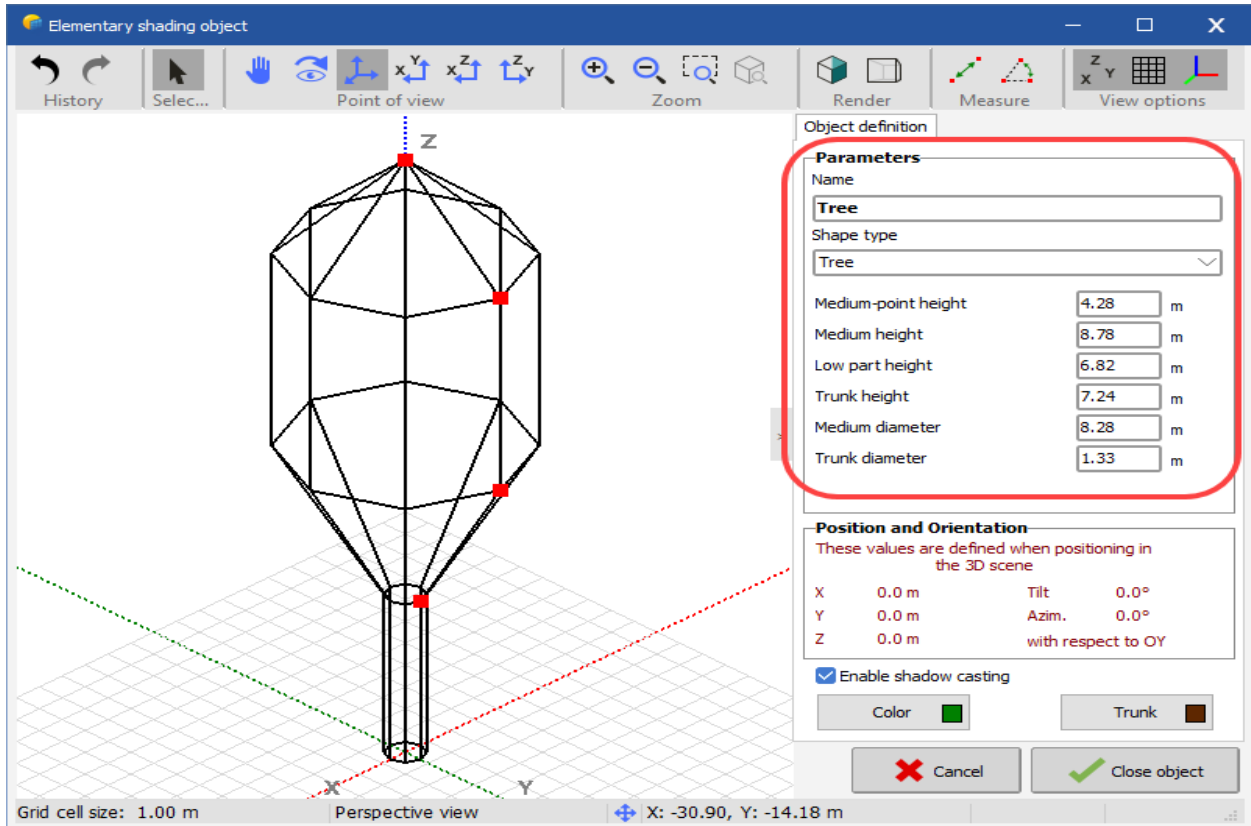 Elementary shading object
History
Selec...
Point of view
Zoom
Render
Measure
View options
Z
X Y
Object definition
Parameters
Name
Tree
Shape type
Tree
Medium-point height 4.28 m
Medium height 8.78 m
Low part height 6.82 m
Trunk height 7.24 m
Medium diameter 8.28 m
Trunk diameter 1.33 m
Position and Orientation
These values are defined when positioning in
the 3D scene
X 0.0 m Tilt 0.0°
Y 0.0 m Azim. 0.0°
Z 0.0 m with respect to OY
Enable shadow casting
Color Trunk
Z
X Y
Cancel Close object
Grid cell size: 1.00 m Perspective view X: -30.90, Y: -14.18 m